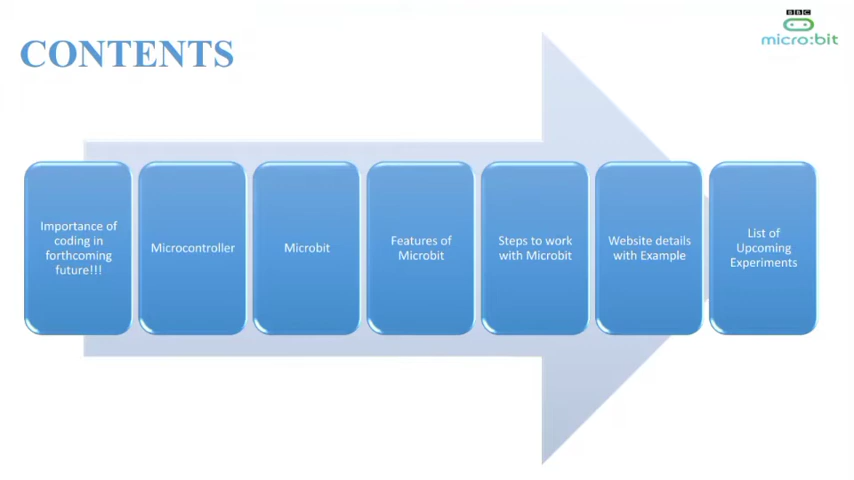 BBC
micro:bit
CONTENTS
Importance of
coding in
forthcoming
future!!!
Microcontroller
Microbit
Features of
Microbit
Steps to work
with Microbit
Website details
with Example
List of
Upcoming
Experiments